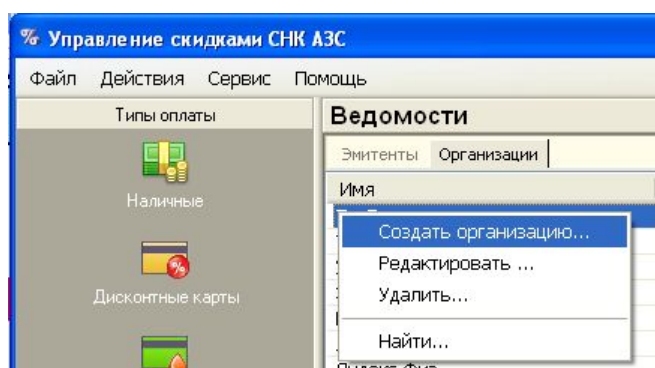 Управление скидками СНК АЗС
Файл Действия Сервис Помощь
Типы оплаты
Ведомости
Эмитенты Организации
Имя
Наличные
Создать организацию...
Редактировать ...
Удалить...
Дисконтные карты
Найти...